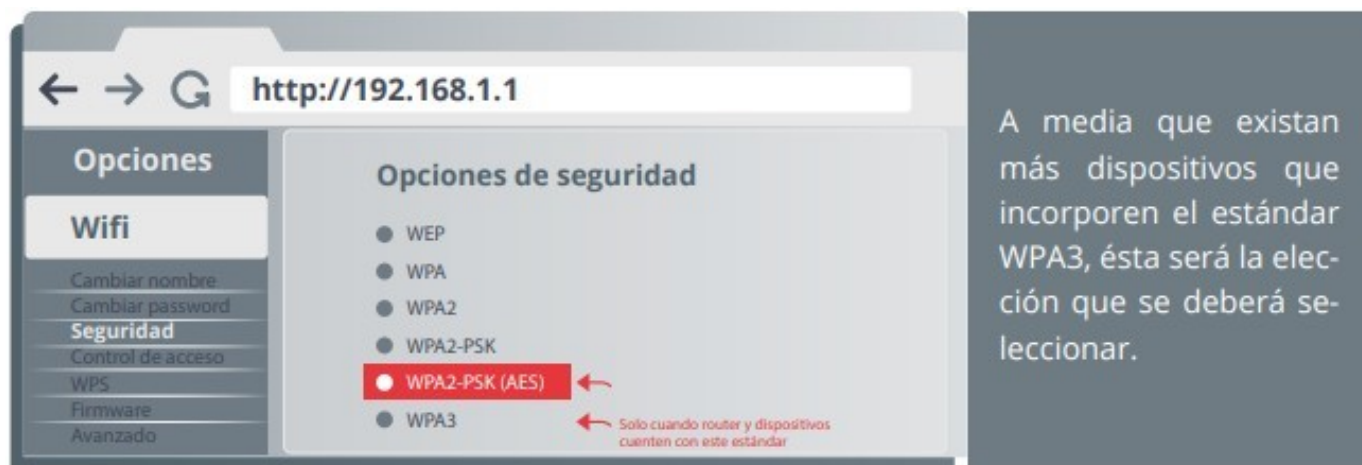 http://192.168.1.1
Opciones
Wifi
Cambiar nombre
Cambiar password
Seguridad
Control de acceso
WPS
Firmware
Avanzado
Opciones de seguridad
WEP
WPA
WPA2
WPA2-PSK
WPA2-PSK (AES)
WPA3
Solo cuando router y dispositivos
cuenten con este estándar
A media que existan
más dispositivos que
incorporen el estándar
WPA3, ésta será la elec-
ción que se deberá se-
leccionar.